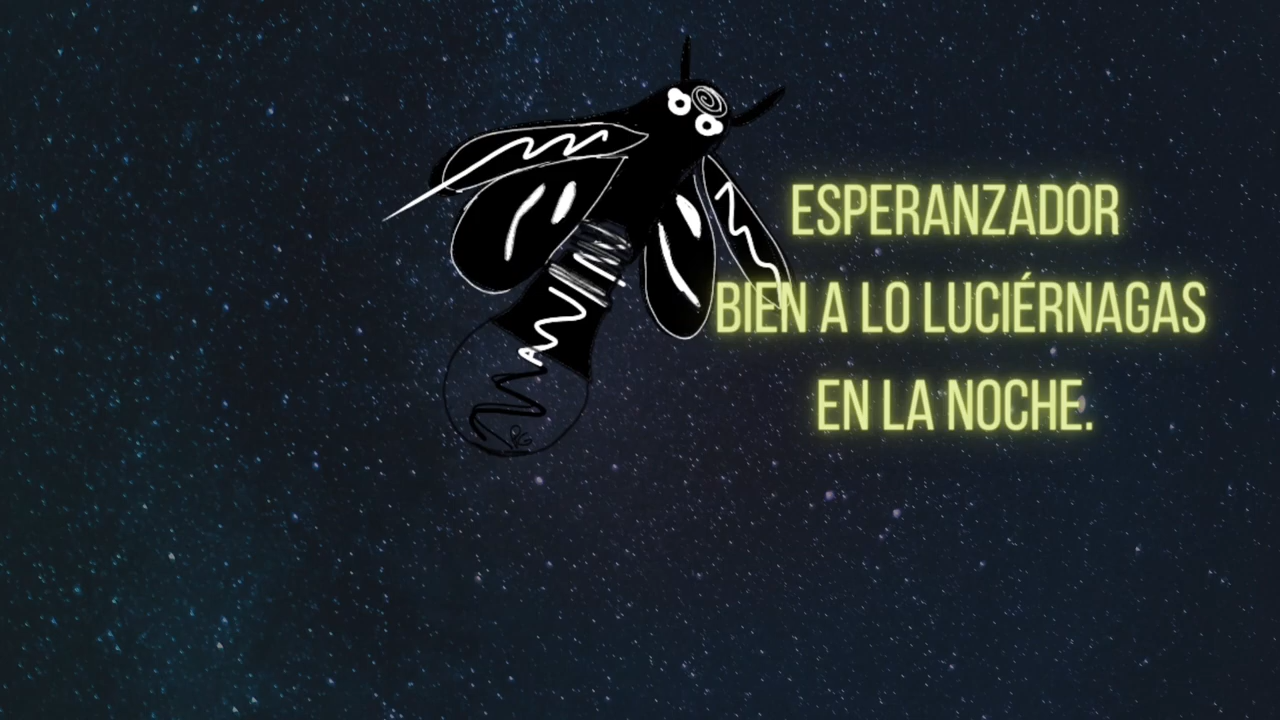 ESPERANZADOR
BIEN A LO LUCIÉRNAGAS
EN LA NOCHE.